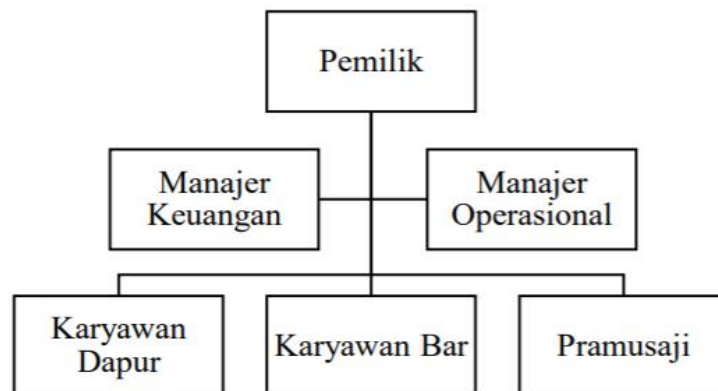 Pemilik
Manajer
Keuangan
Manajer
Operasional
Karyawan
Dapur
Karyawan Bar
Pramusaji